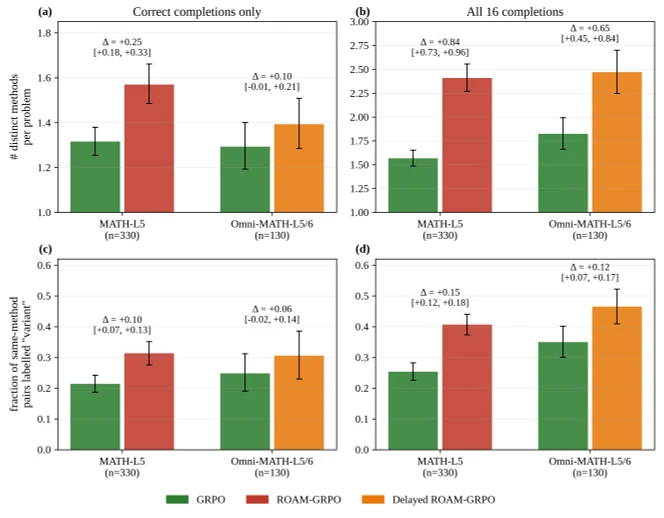 (a)
Correct completions only
(b)
All 16 completions
# distinct methods
per problem
1.8
1.6
1.4
1.2
1.0
Δ = +0.25
[+0.18, +0.33]
Δ = +0.10
[-0.01, +0.21]
MATH-L5
(n=330)
Omni-MATH-L5/6
(n=130)
3.00
2.75
2.50
2.25
2.00
1.75
1.50
1.25
1.00
Δ = +0.84
[+0.73, +0.96]
Δ = +0.65
[+0.45, +0.84]
MATH-L5
(n=330)
Omni-MATH-L5/6
(n=130)
(c)
fraction of same-method
pairs labelled "variant"
0.6
0.5
0.4
0.3
0.2
0.1
0.0
Δ = +0.10
[+0.07, +0.13]
Δ = +0.06
[-0.02, +0.14]
MATH-L5
(n=330)
Omni-MATH-L5/6
(n=130)
(d)
0.6
0.5
0.4
0.3
0.2
0.1
0.0
Δ = +0.15
[+0.12, +0.18]
Δ = +0.12
[+0.07, +0.17]
MATH-L5
(n=330)
Omni-MATH-L5/6
(n=130)
GRPO
ROAM-GRPO
Delayed ROAM-GRPO